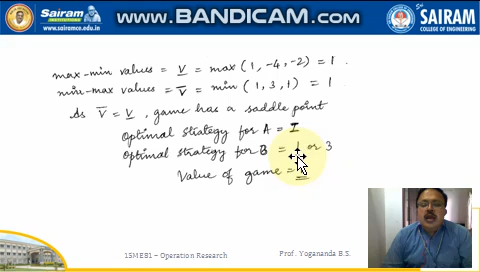 WWW.BANDICAM.COM
Sairam
INSTITUTIONS
www.sairamce.edu.in
SAIRAM
COLLEGE OF ENGINEERING
max-min values = V = max (1, -4, -2) = 1.
min-max values = V̅ = min (1, 3, 1) = 1
As V̅ = V, game has a saddle point
Optimal strategy for A = I
Optimal strategy for B = 1 or 3
Value of game =
15ME81 – Operation Research
Prof. Yogananda B.S.